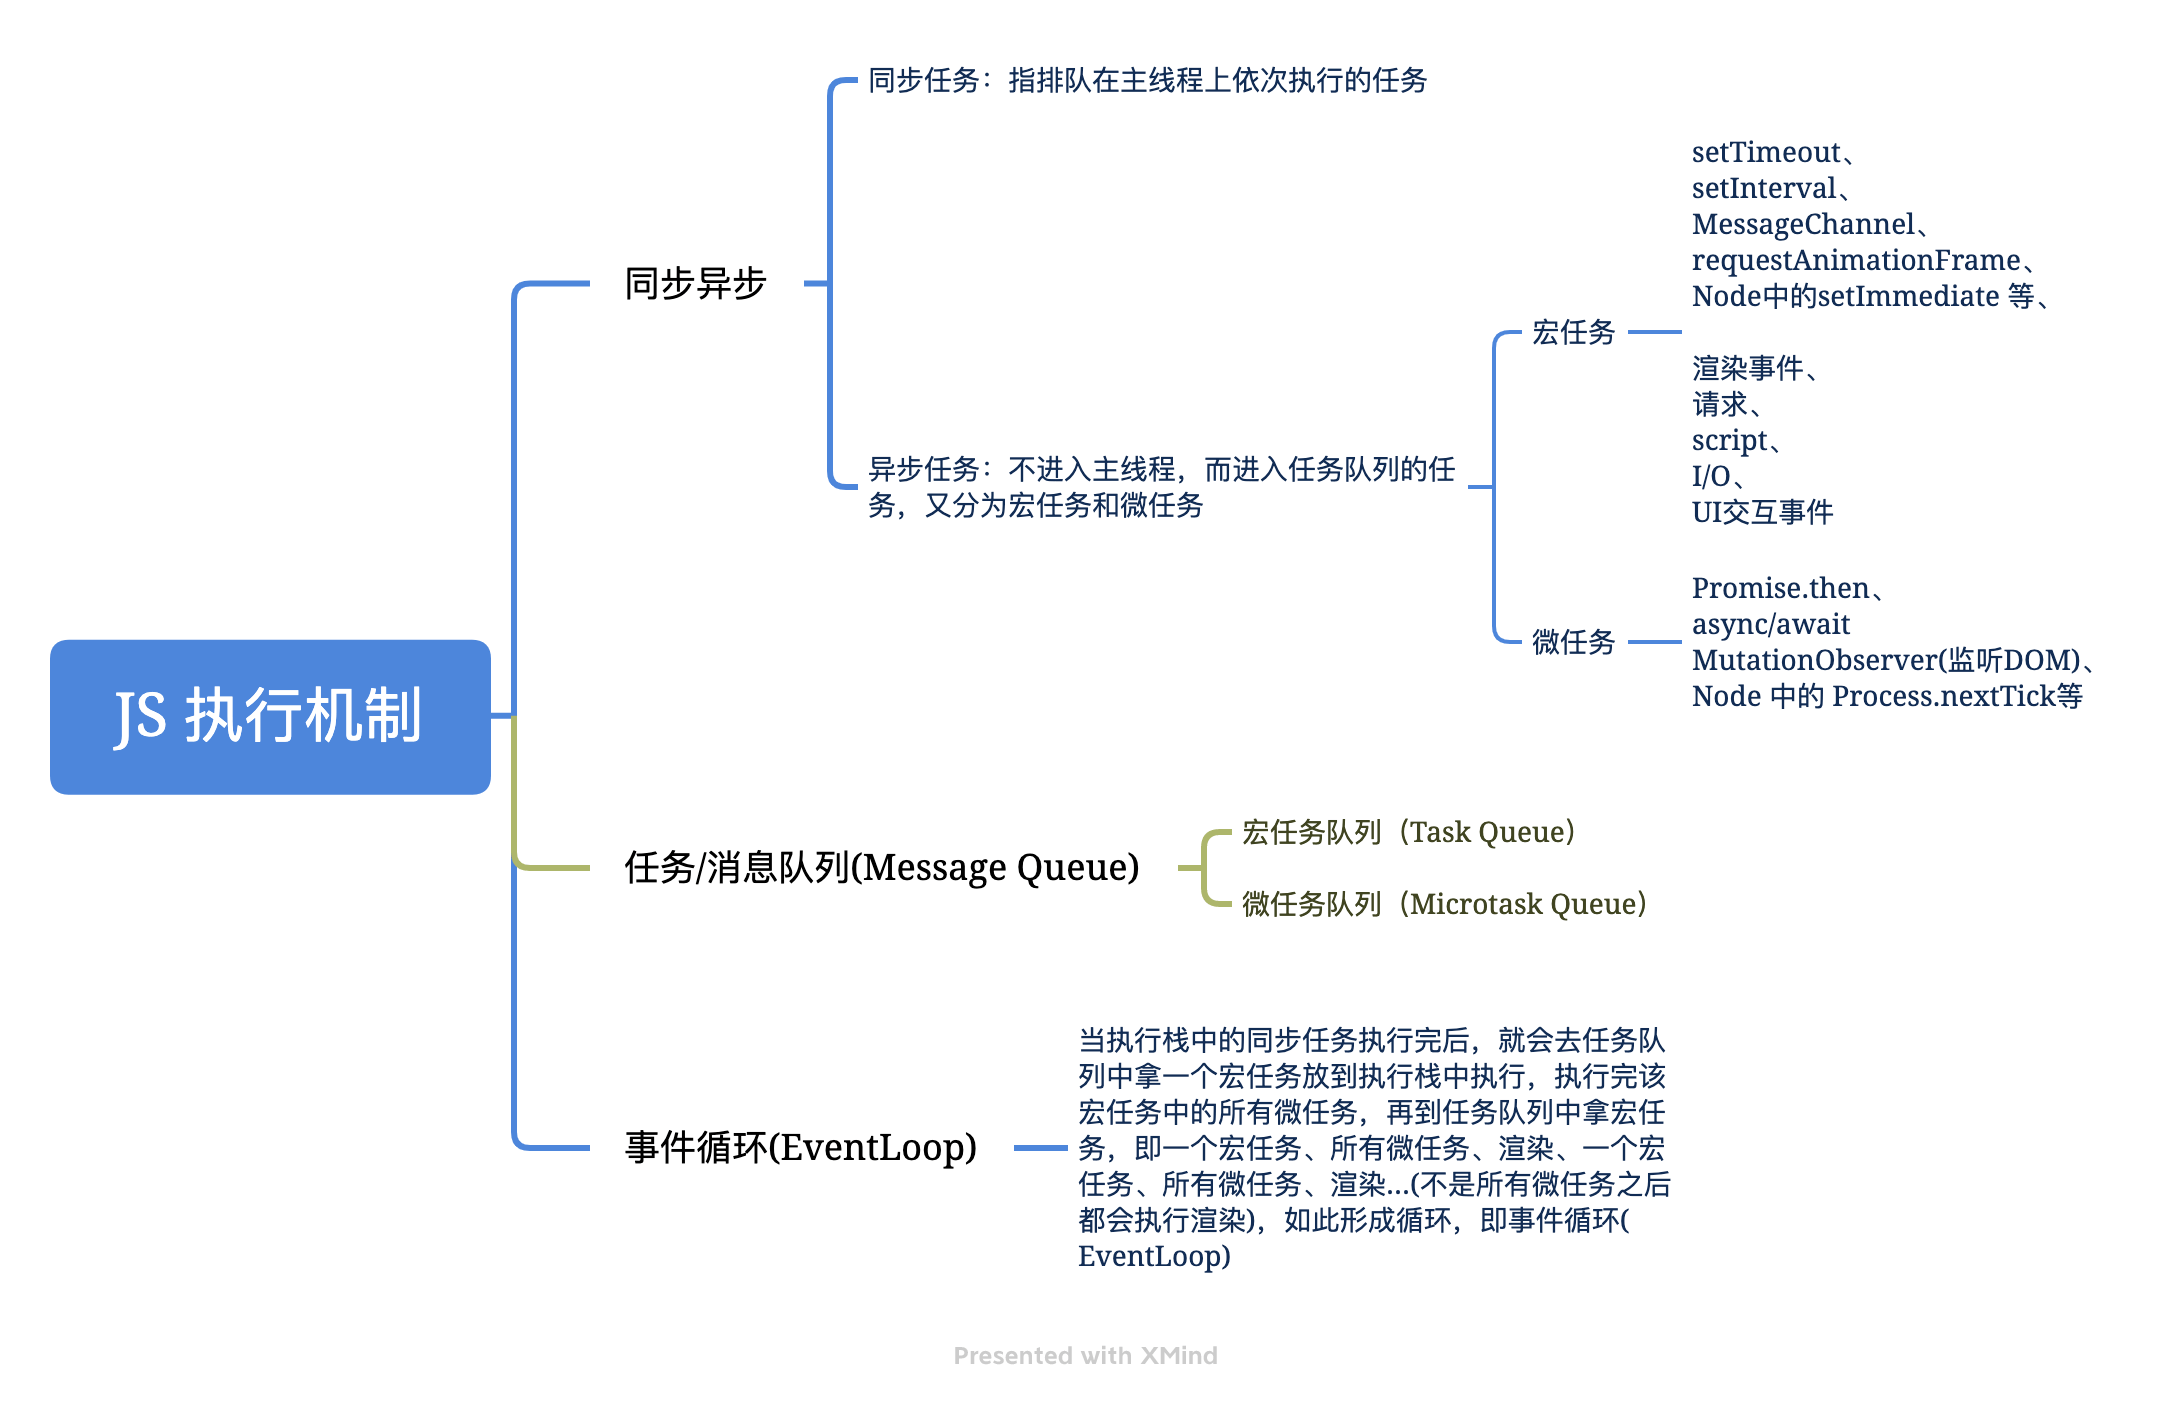 JS 执行机制
同步异步
同步任务：指排队在主线程上依次执行的任务
异步任务：不进入主线程，而进入任务队列的任
务，又分为宏任务和微任务
宏任务
setTimeout、
setInterval、
MessageChannel、
requestAnimationFrame、
Node中的setImmediate 等、
渲染事件、
请求、
script、
I/O、
UI交互事件
微任务
Promise.then、
async/await
MutationObserver(监听DOM)、
Node 中的 Process.nextTick等
任务/消息队列(Message Queue)
宏任务队列（Task Queue）
微任务队列（Microtask Queue）
事件循环(EventLoop)
当执行栈中的同步任务执行完后，就会去任务队
列中拿一个宏任务放到执行栈中执行，执行完该
宏任务中的所有微任务，再到任务队列中拿宏任
务，即一个宏任务、所有微任务、渲染、一个宏
任务、所有微任务、渲染...(不是所有微任务之后
都会执行渲染)，如此形成循环，即事件循环(
EventLoop)
Presented with XMind